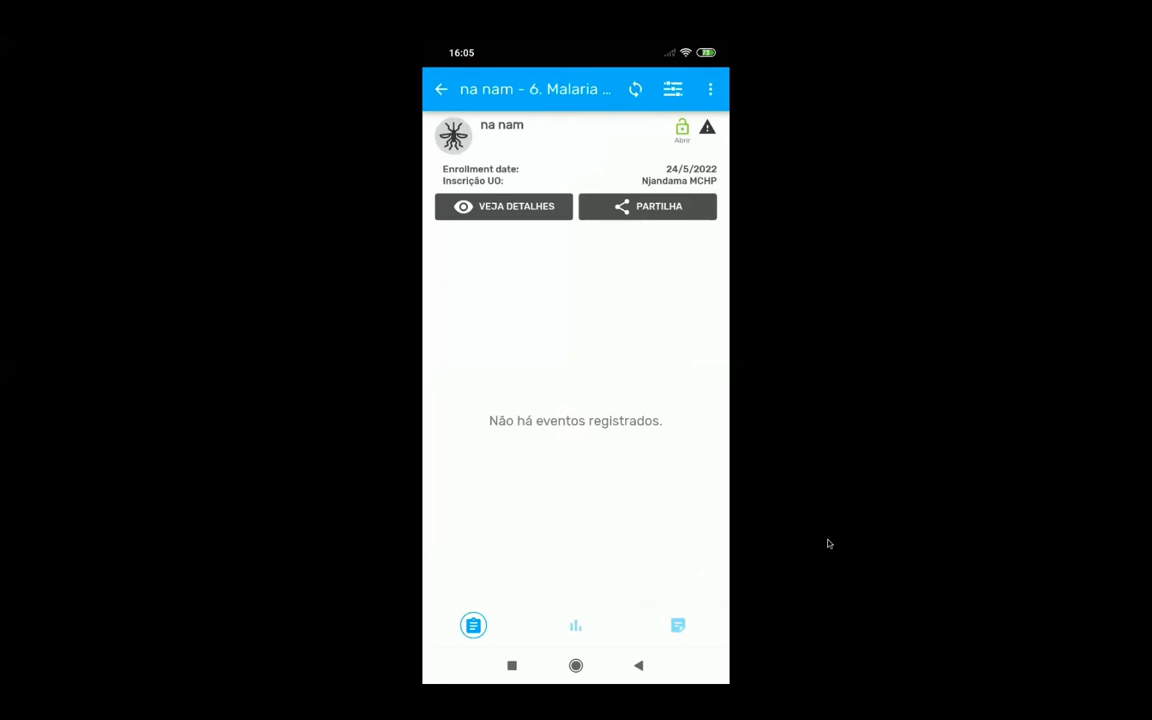 16:05
75
na nam - 6. Malaria ...
na nam
Abrir
Enrollment date: 24/5/2022
Inscrição UO: Njandama MCHP
VEJA DETALHES PARTILHA
Não há eventos registrados.